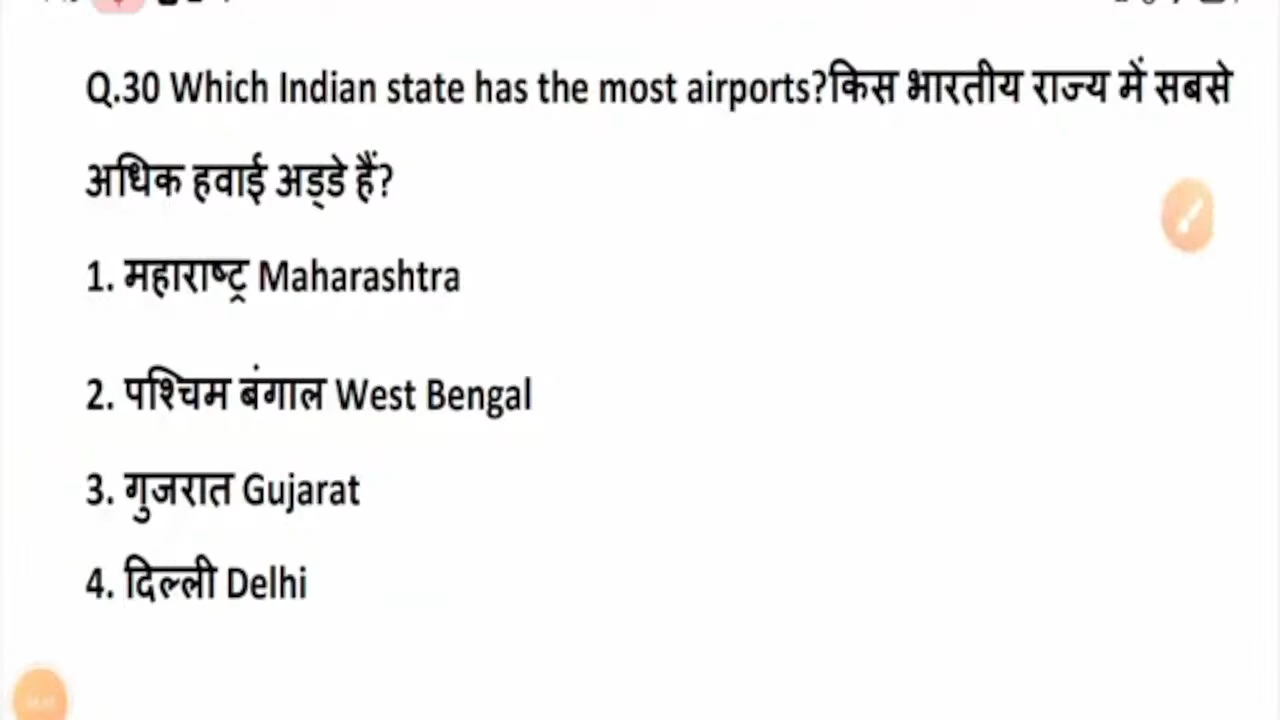 Q.30 Which Indian state has the most airports?किस भारतीय राज्य में सबसे
अधिक हवाई अड्डे हैं?
1. महाराष्ट्र Maharashtra
2. पश्चिम बंगाल West Bengal
3. गुजरात Gujarat
4. दिल्ली Delhi